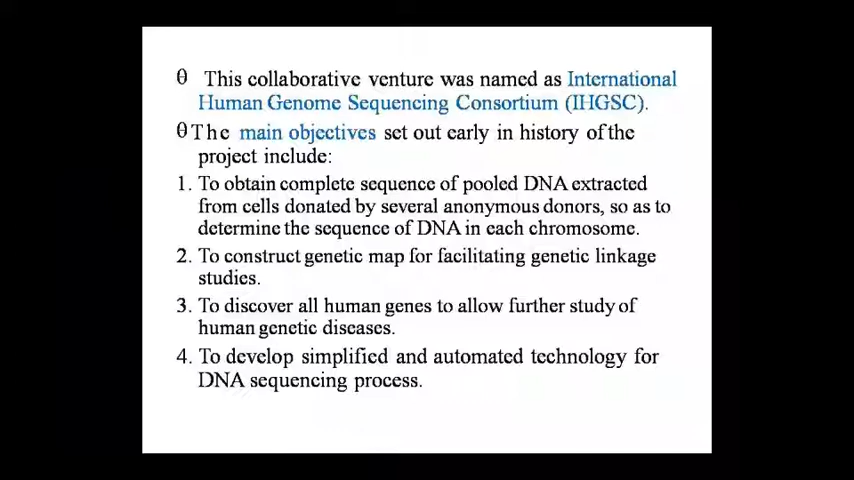 θ This collaborative venture was named as International
Human Genome Sequencing Consortium (IHGSC).
θThe main objectives set out early in history of the
project include:
1. To obtain complete sequence of pooled DNA extracted
from cells donated by several anonymous donors, so as to
determine the sequence of DNA in each chromosome.
2. To construct genetic map for facilitating genetic linkage
studies.
3. To discover all human genes to allow further study of
human genetic diseases.
4. To develop simplified and automated technology for
DNA sequencing process.